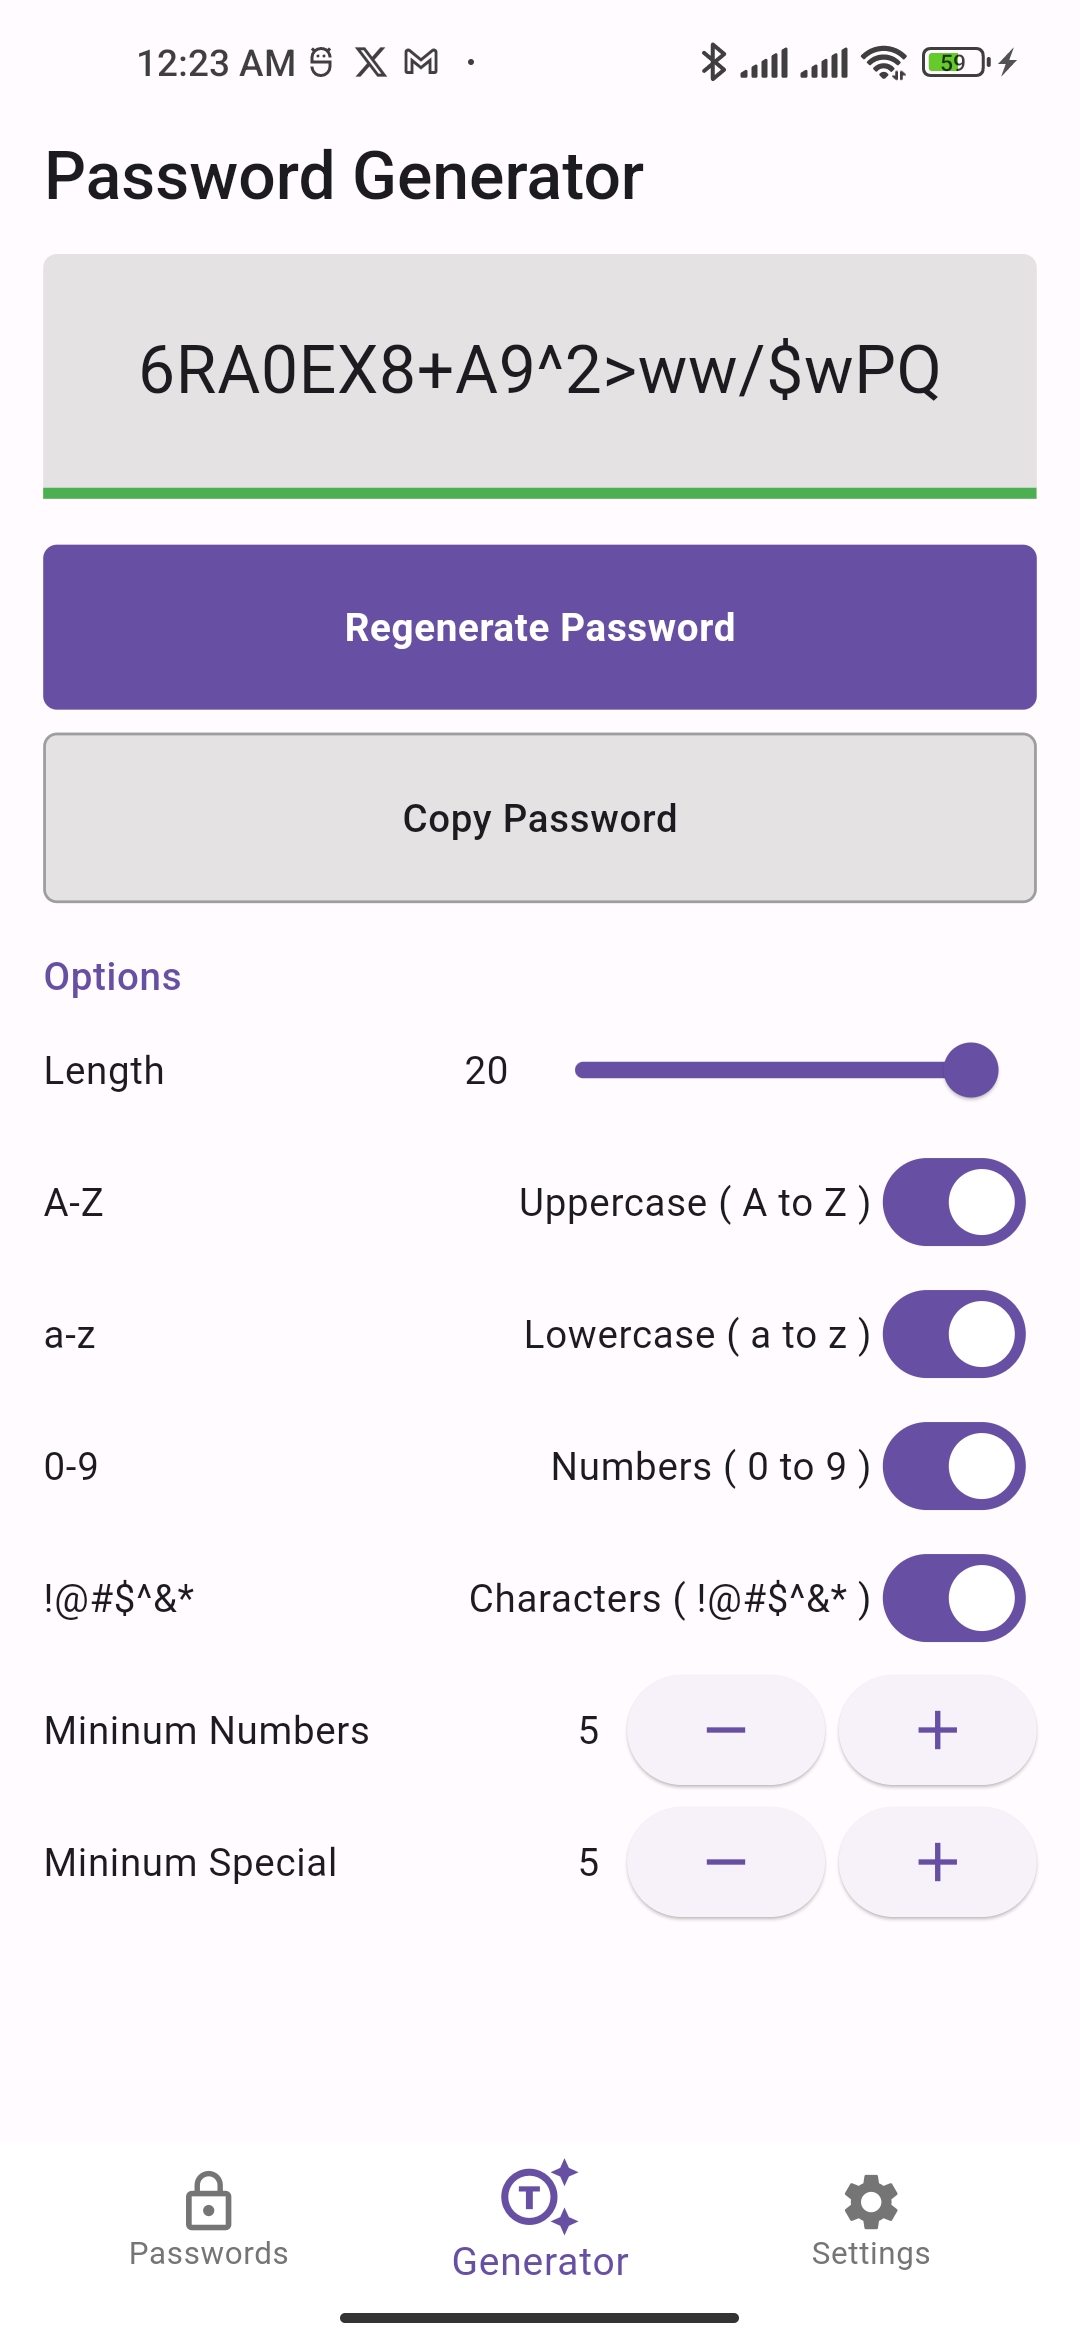 12:23 AM
59
Password Generator
6RA0EX8+A9^2>ww/$wPQ
Regenerate Password
Copy Password
Options
Length 20
A-Z Uppercase ( A to Z )
a-z Lowercase ( a to z )
0-9 Numbers ( 0 to 9 )
!@#$^&* Characters ( !@#$^&* )
Mininum Numbers 5 − +
Mininum Special 5 − +
Passwords Generator Settings